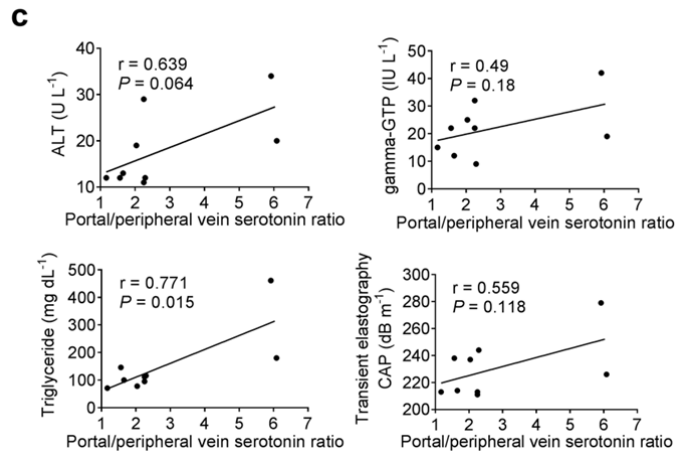 c
40
30
20
10
ALT (U L⁻¹)
r = 0.639
P = 0.064
1 2 3 4 5 6 7
Portal/peripheral vein serotonin ratio
50
40
30
20
10
0
gamma-GTP (IU L⁻¹)
r = 0.49
P = 0.18
1 2 3 4 5 6 7
Portal/peripheral vein serotonin ratio
500
400
300
200
100
0
Triglyceride (mg dL⁻¹)
r = 0.771
P = 0.015
1 2 3 4 5 6 7
Portal/peripheral vein serotonin ratio
300
280
260
240
220
200
Transient elastography
CAP (dB m⁻¹)
r = 0.559
P = 0.118
1 2 3 4 5 6 7
Portal/peripheral vein serotonin ratio